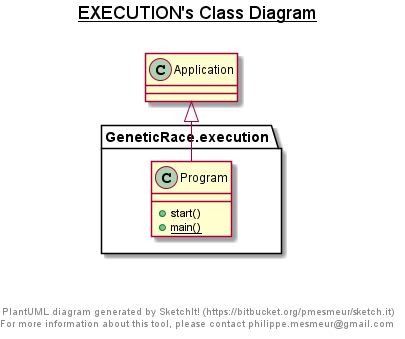 EXECUTION's Class Diagram
C Application
GeneticRace.execution
C Program
start()
main()
PlantUML diagram generated by SketchIt! (https://bitbucket.org/pmesmeur/sketch.it)
For more information about this tool, please contact philippe.mesmeur@gmail.com